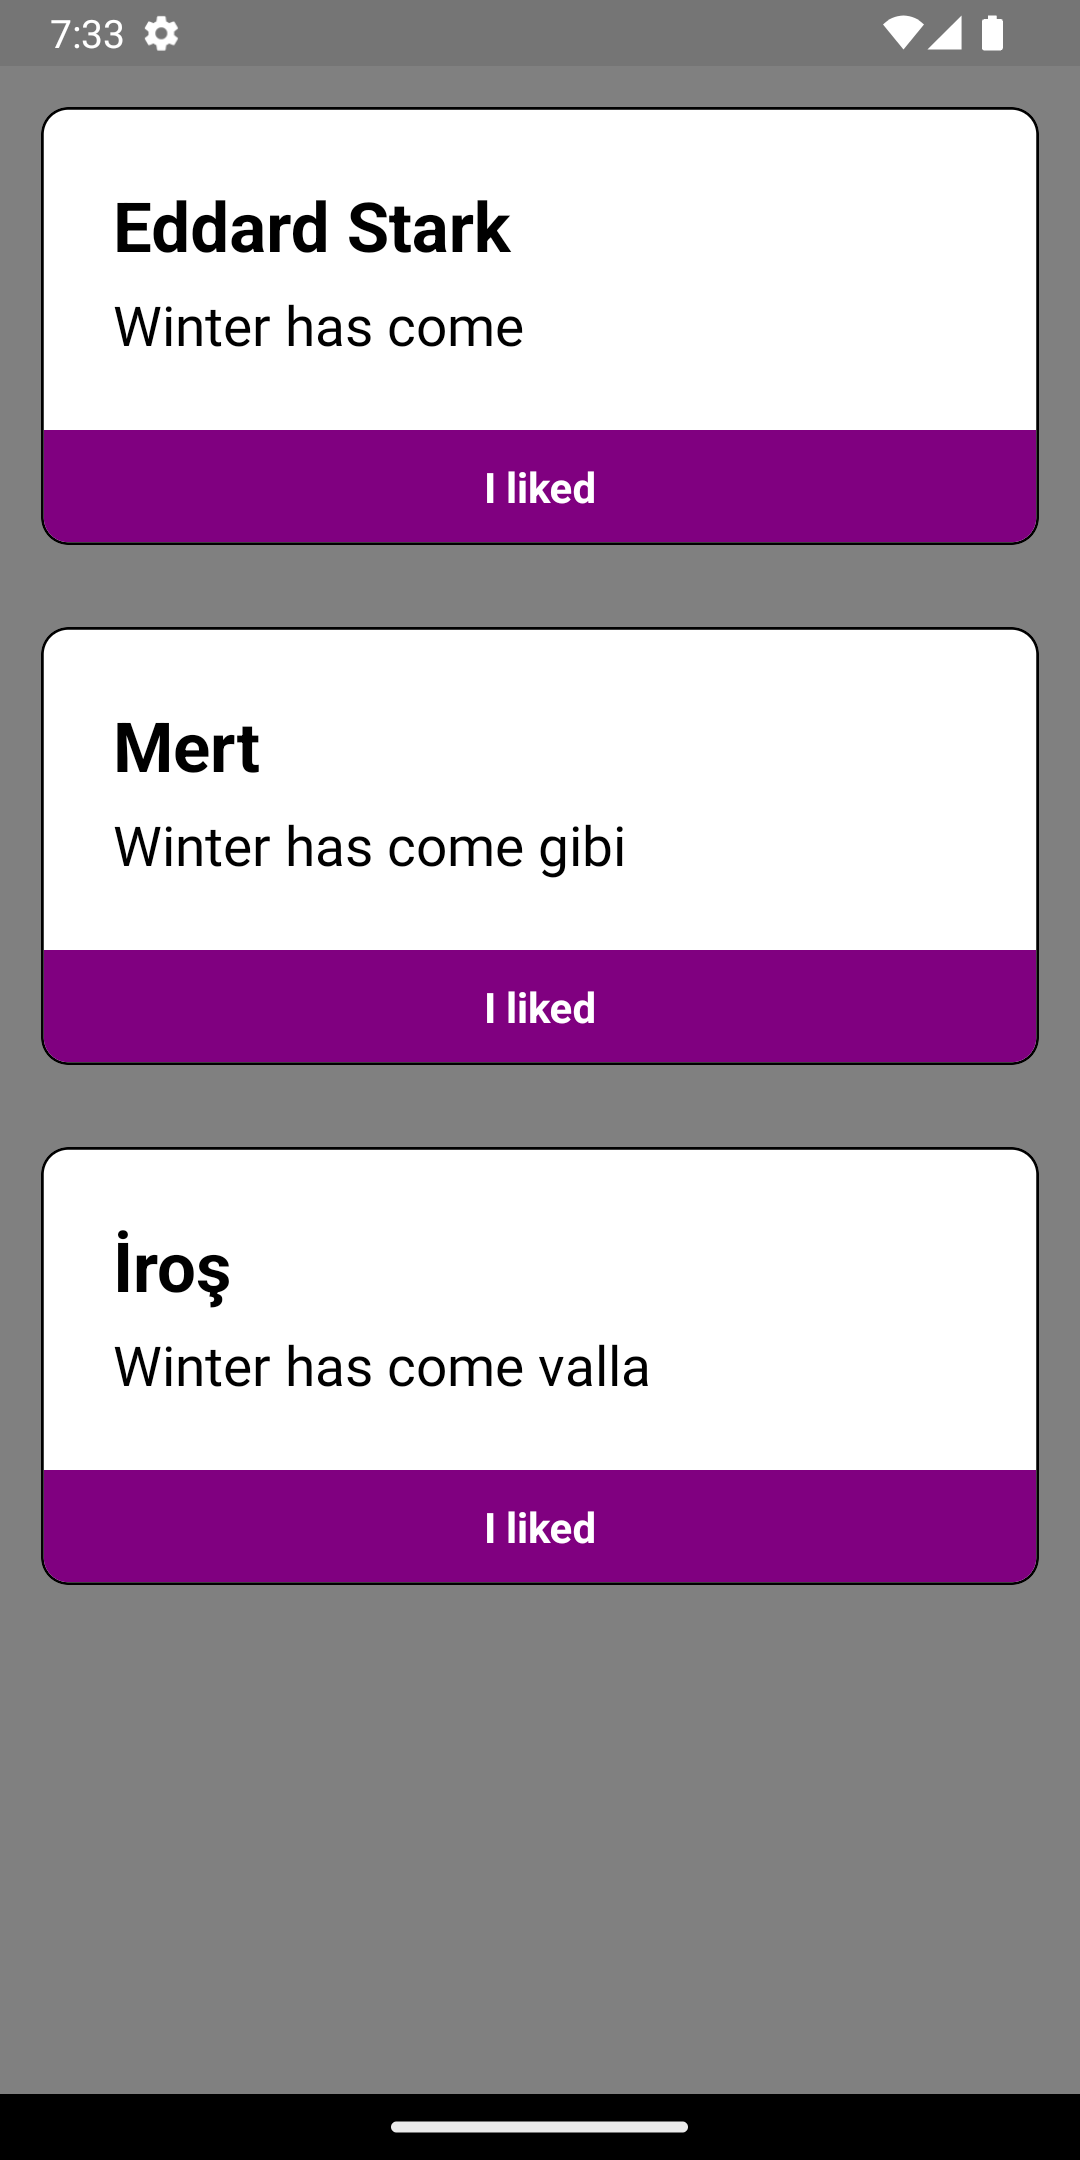 7:33
Eddard Stark
Winter has come
I liked
Mert
Winter has come gibi
I liked
İroş
Winter has come valla
I liked